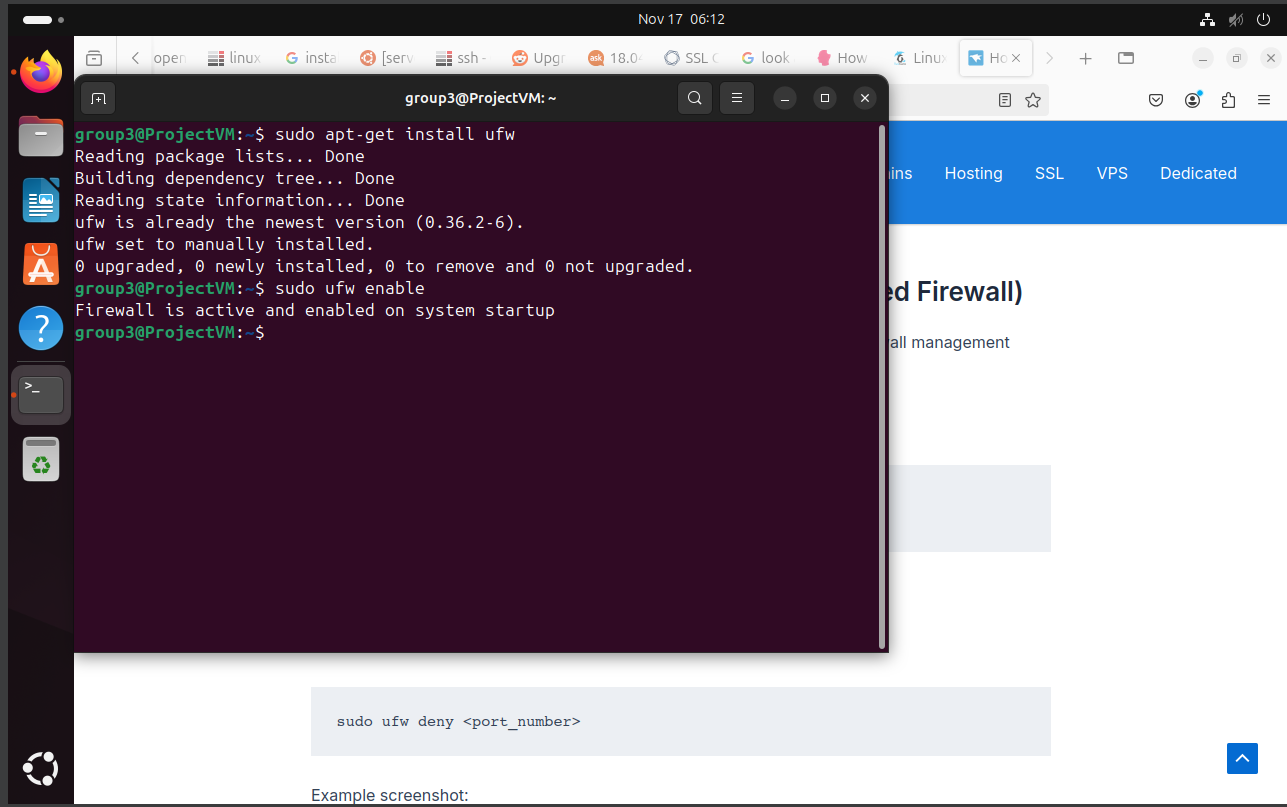 Nov 17 06:12
open
linux
insta
[serv
ssh -
Upgr
18.04
SSL C
look
How
Linux
Ho
group3@ProjectVM: ~
group3@ProjectVM:~$ sudo apt-get install ufw
Reading package lists... Done
Building dependency tree... Done
Reading state information... Done
ufw is already the newest version (0.36.2-6).
ufw set to manually installed.
0 upgraded, 0 newly installed, 0 to remove and 0 not upgraded.
group3@ProjectVM:~$ sudo ufw enable
Firewall is active and enabled on system startup
group3@ProjectVM:~$
ins Hosting SSL VPS Dedicated
ed Firewall)
all management
sudo ufw deny <port_number>
Example screenshot: